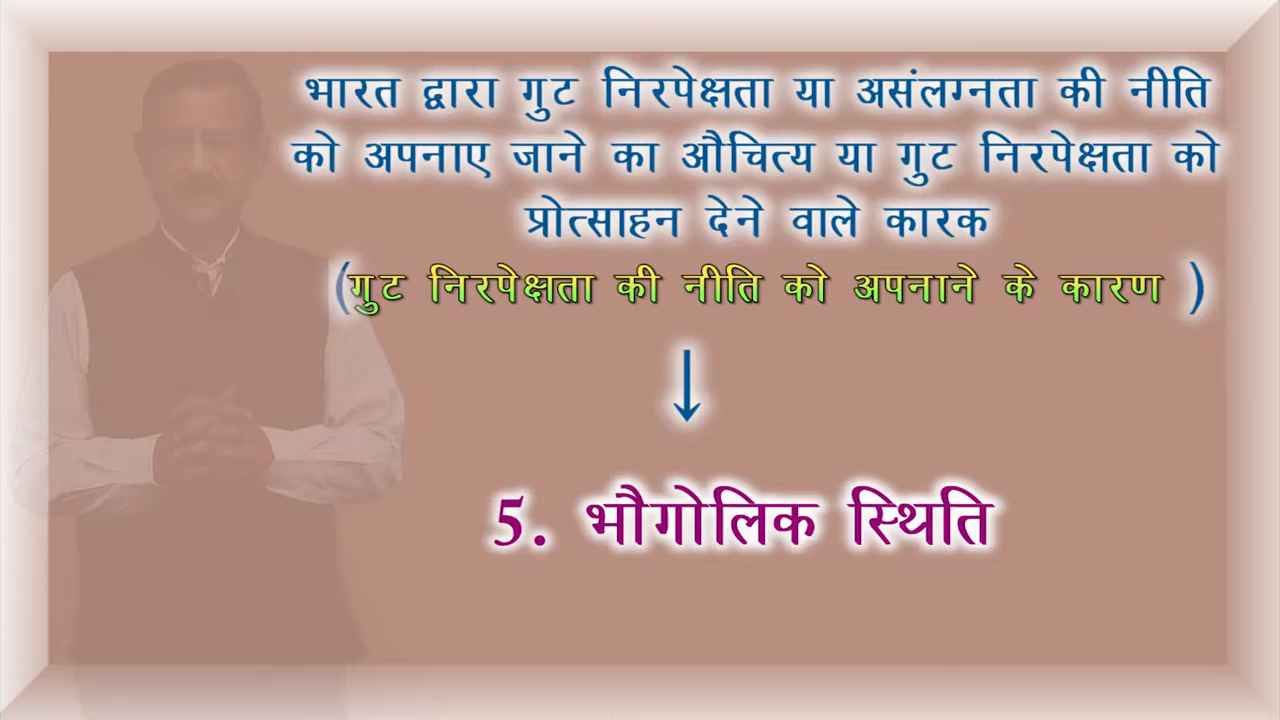 भारत द्वारा गुट निरपेक्षता या असंलग्नता की नीति
को अपनाए जाने का औचित्य या गुट निरपेक्षता को
प्रोत्साहन देने वाले कारक
(गुट निरपेक्षता की नीति को अपनाने के कारण )
↓
5. भौगोलिक स्थिति